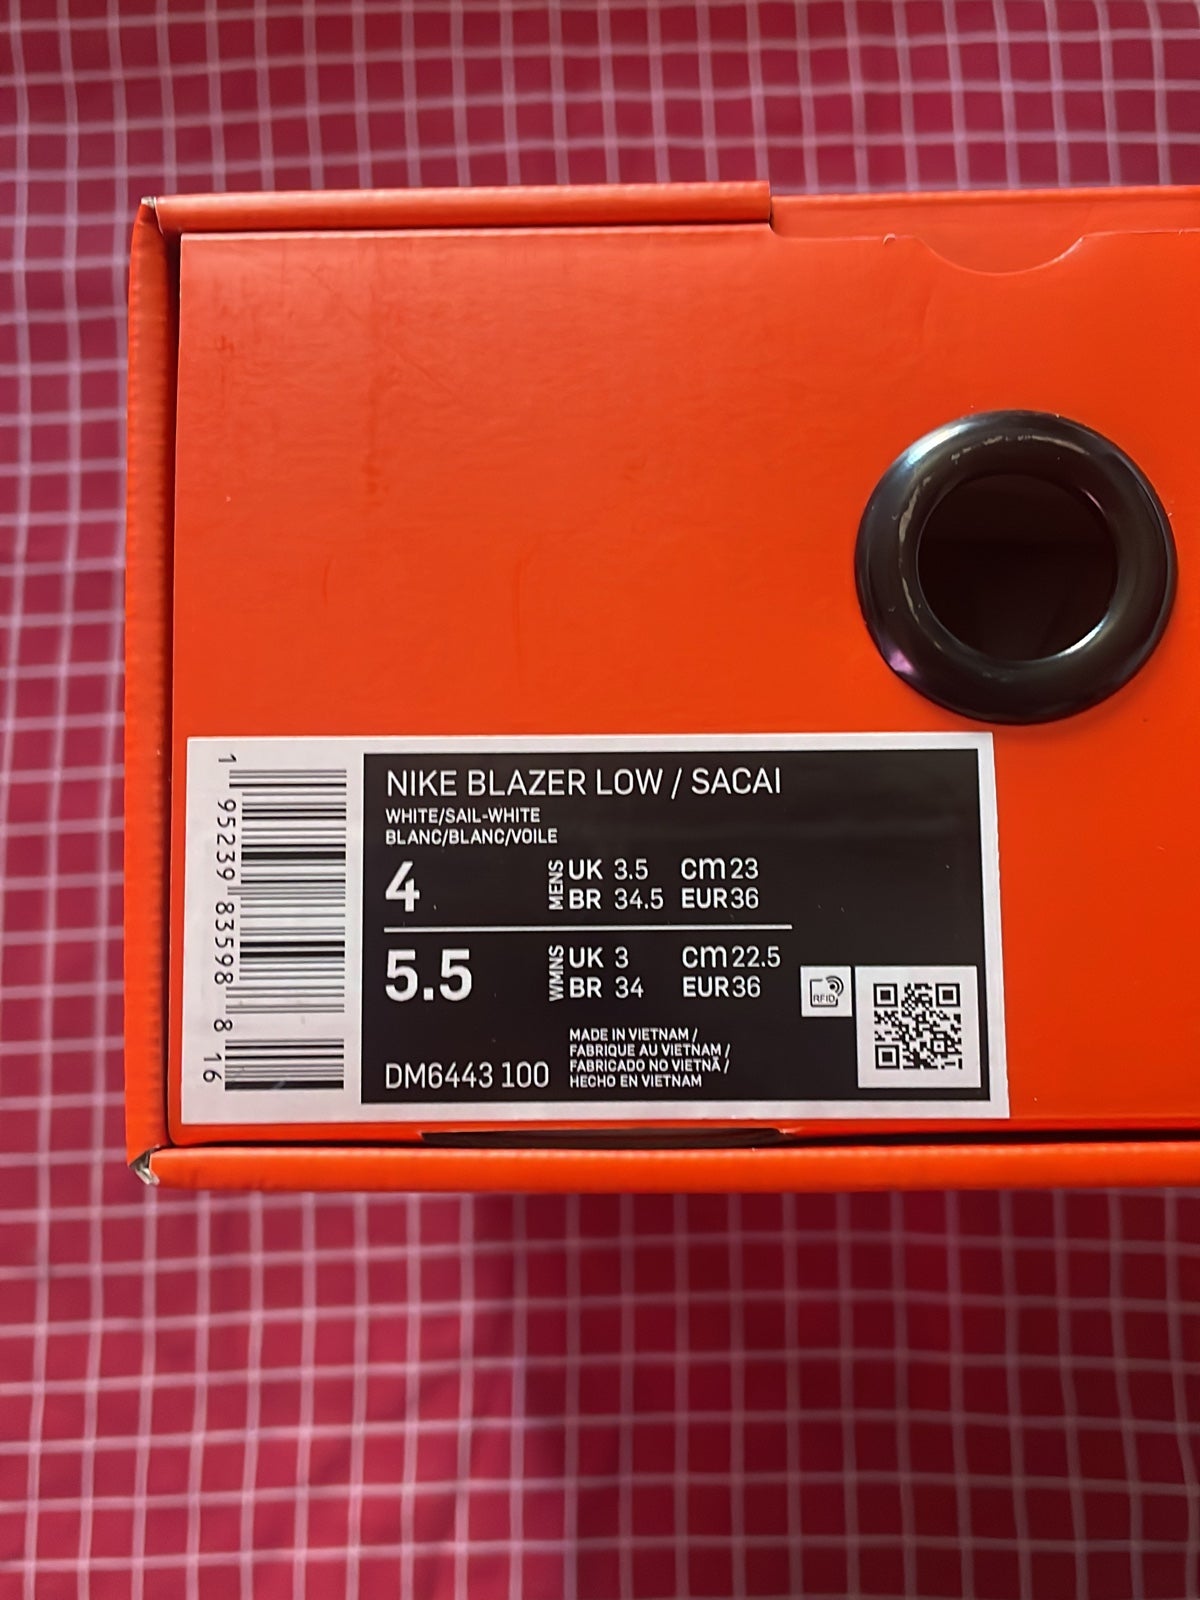 NIKE BLAZER LOW / SACAI
WHITE/SAIL-WHITE
BLANC/BLANC/VOILE
4 MENS UK 3.5 cm 23
BR 34.5 EUR 36
5.5 WMNS UK 3 cm 22.5
BR 34 EUR 36
RFID
MADE IN VIETNAM /
FABRIQUE AU VIETNAM /
FABRICADO NO VIETNÃ /
HECHO EN VIETNAM
DM6443 100
1 95239 83598 8 16